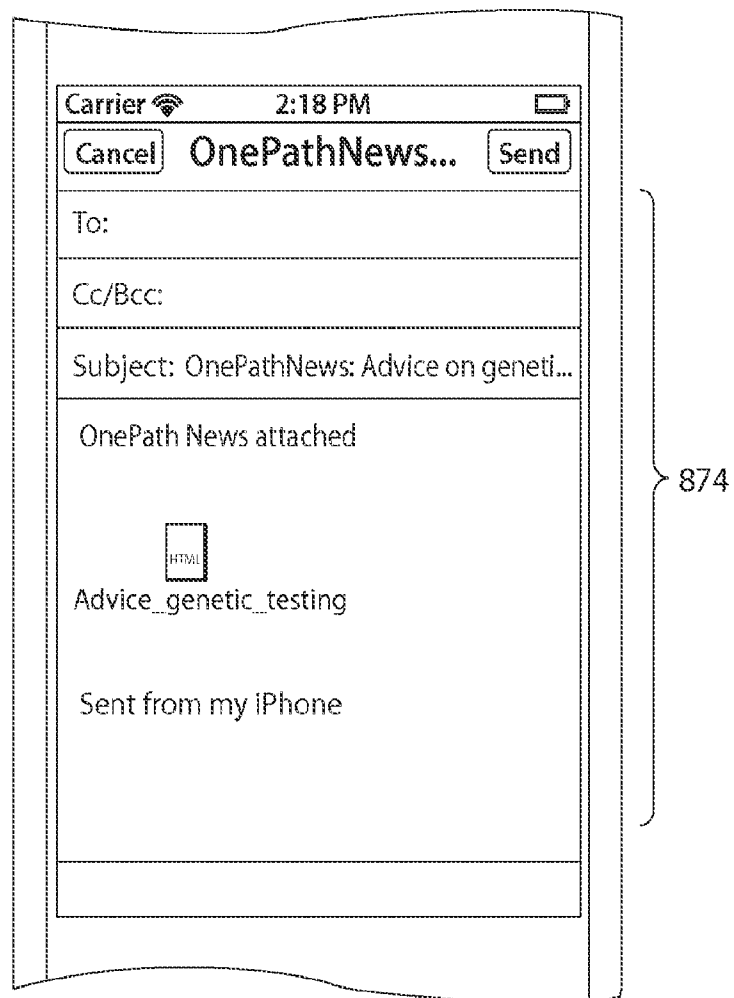 Carrier 2:18 PM
Cancel OnePathNews... Send
To:
Cc/Bcc:
Subject: OnePathNews: Advice on geneti...
OnePath News attached
874
HTML
Advice_genetic_testing
Sent from my iPhone